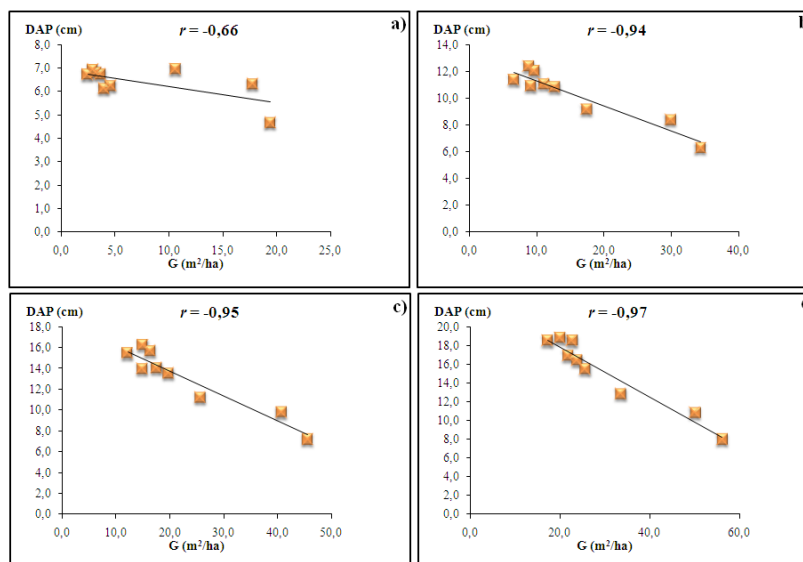 DAP (cm)
r = -0,66
a)
8,0
7,0
6,0
5,0
4,0
3,0
2,0
1,0
0,0
0,0 5,0 10,0 15,0 20,0 25,0
G (m²/ha)
DAP (cm)
r = -0,94
14,0
12,0
10,0
8,0
6,0
4,0
2,0
0,0
0,0 10,0 20,0 30,0 40,0
G (m²/ha)
DAP (cm)
r = -0,95
c)
18,0
16,0
14,0
12,0
10,0
8,0
6,0
4,0
2,0
0,0
0,0 10,0 20,0 30,0 40,0 50,0
G (m²/ha)
DAP (cm)
r = -0,97
20,0
18,0
16,0
14,0
12,0
10,0
8,0
6,0
4,0
2,0
0,0
0,0 20,0 40,0 60,0
G (m²/ha)